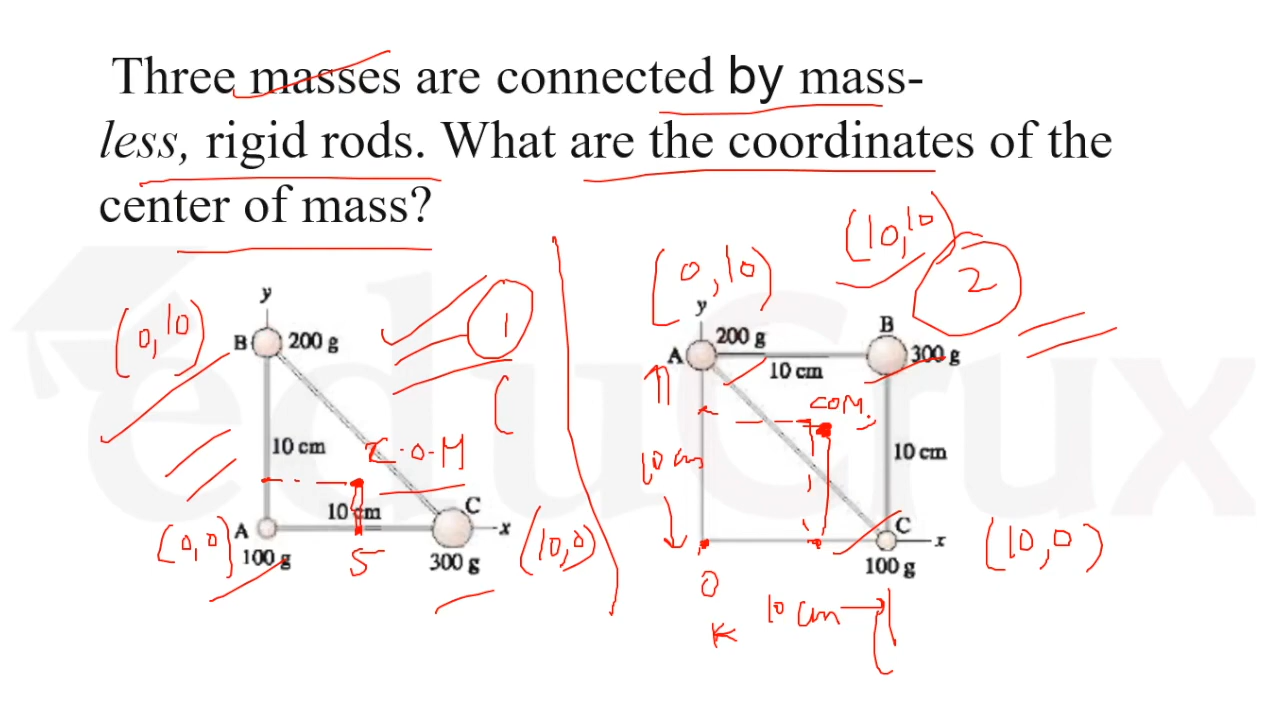 Three masses are connected by mass-
less, rigid rods. What are the coordinates of the
center of mass?
(10,10)
(0,10)
2
y
y
(0,10)
1
B 200 g
200 g
B
A
300 g
10 cm
(
COM.
10 cm
C.O.M
10 cm
10 cm
10 cm
C
x
C
x
(0,0) A
(10,0)
(10,0)
100 g
5
300 g
100 g
0
10 cm
eduCrux